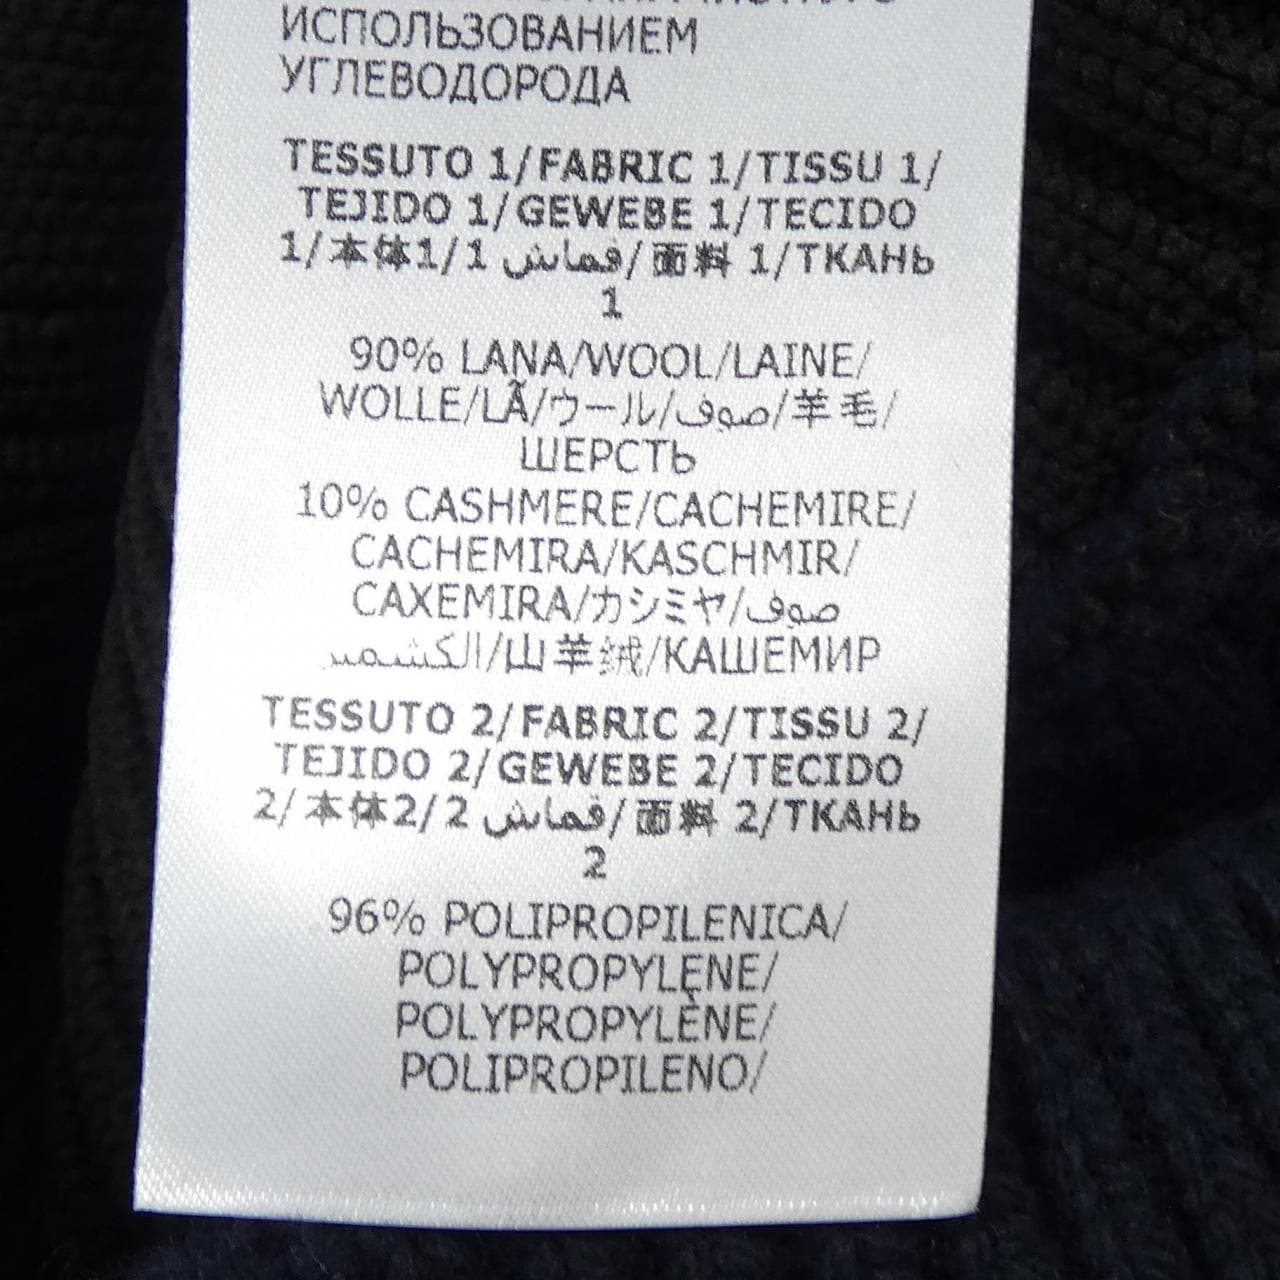 ИСПОЛЬЗОВАНИЕМ
УГЛЕВОДОРОДА
TESSUTO 1/FABRIC 1/TISSU 1/
TEJIDO 1/GEWEBE 1/TECIDO
1/本体1/1 قماش/面料 1/ТКАНЬ
1
90% LANA/WOOL/LAINE/
WOLLE/LÃ/ウール/صوف/羊毛/
ШЕРСТЬ
10% CASHMERE/CACHEMIRE/
CACHEMIRA/KASCHMIR/
CAXEMIRA/カシミヤ/صوف
الكشمير/山羊绒/КАШЕМИР
TESSUTO 2/FABRIC 2/TISSU 2/
TEJIDO 2/GEWEBE 2/TECIDO
2/本体2/2 قماش/面料 2/ТКАНЬ
2
96% POLIPROPILENICA/
POLYPROPYLENE/
POLYPROPYLÈNE/
POLIPROPILENO/